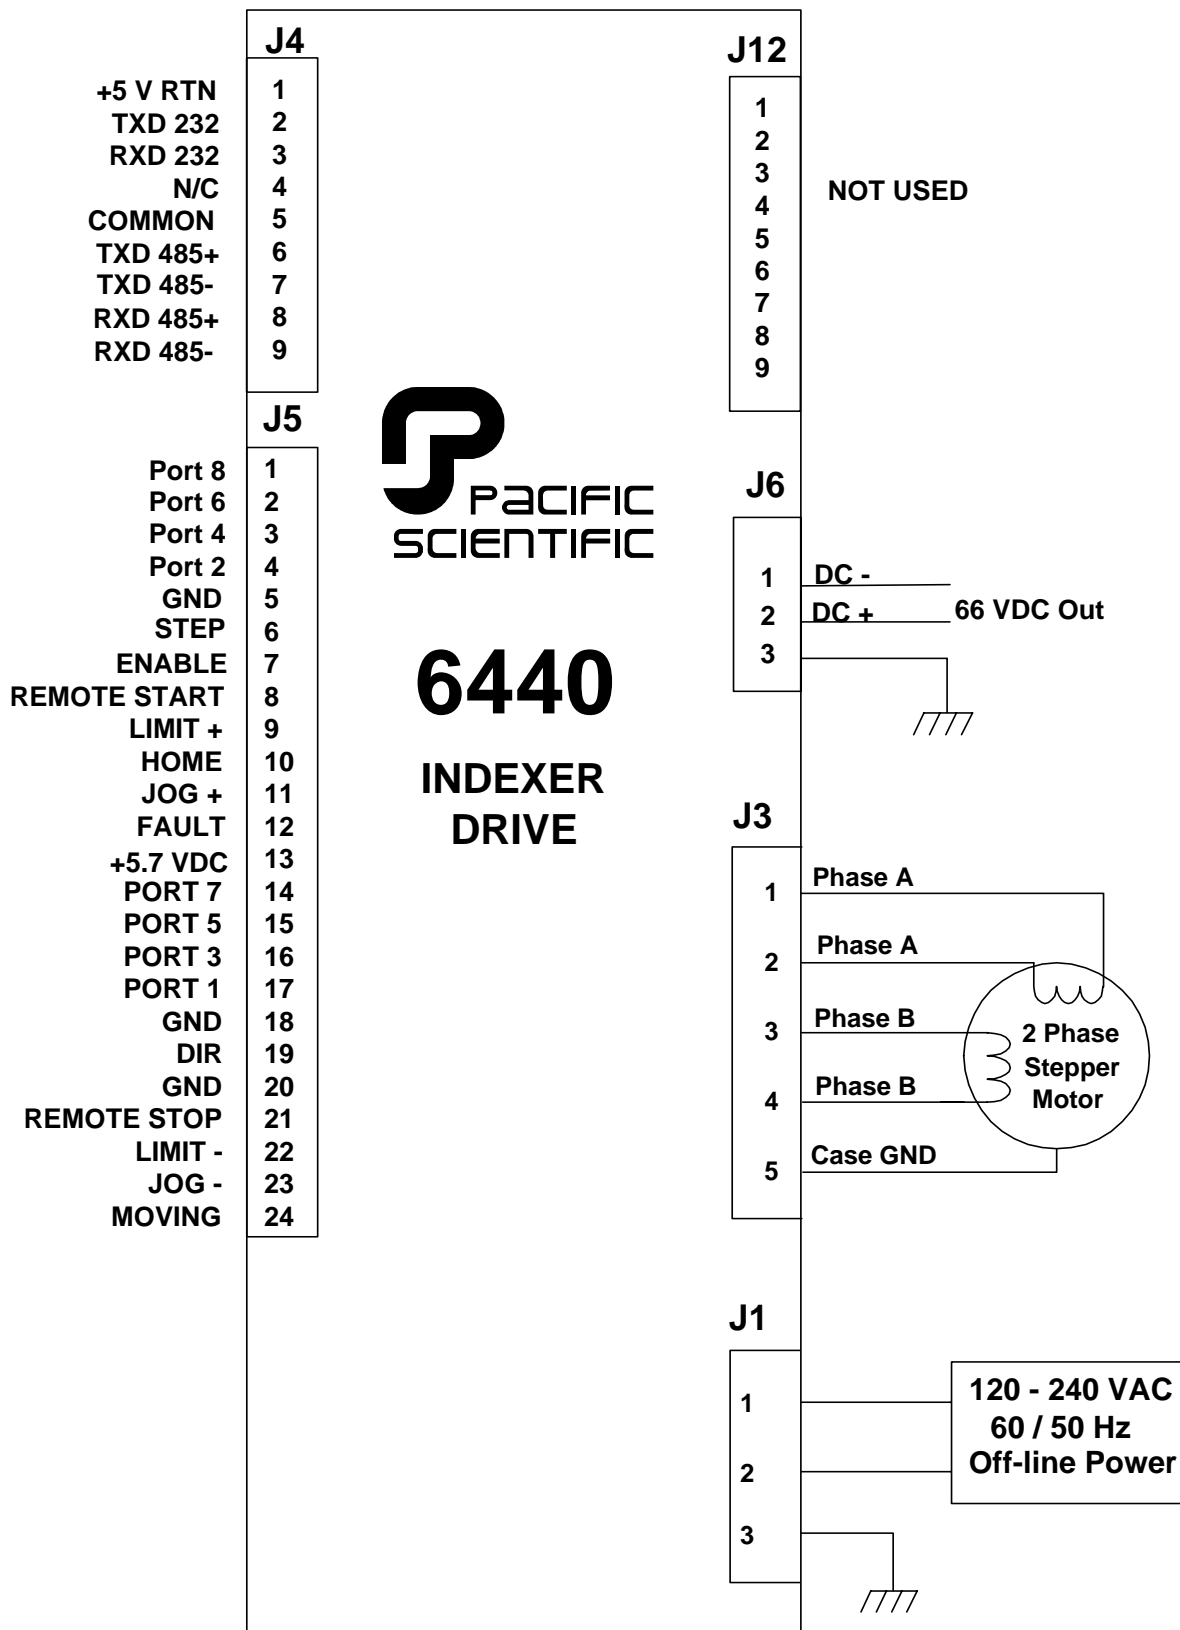 J4
+5 V RTN 1
TXD 232 2
RXD 232 3
N/C 4
COMMON 5
TXD 485+ 6
TXD 485- 7
RXD 485+ 8
RXD 485- 9
J5
Port 8 1
Port 6 2
Port 4 3
Port 2 4
GND 5
STEP 6
ENABLE 7
REMOTE START 8
LIMIT + 9
HOME 10
JOG + 11
FAULT 12
+5.7 VDC 13
PORT 7 14
PORT 5 15
PORT 3 16
PORT 1 17
GND 18
DIR 19
GND 20
REMOTE STOP 21
LIMIT - 22
JOG - 23
MOVING 24
PACIFIC
SCIENTIFIC
6440
INDEXER
DRIVE
J12
1
2
3
4
5
6
7
8
9
NOT USED
J6
1 DC -
2 DC +
3
66 VDC Out
J3
1 Phase A
2 Phase A
3 Phase B
4 Phase B
5 Case GND
2 Phase
Stepper
Motor
J1
1
2
3
120 - 240 VAC
60 / 50 Hz
Off-line Power